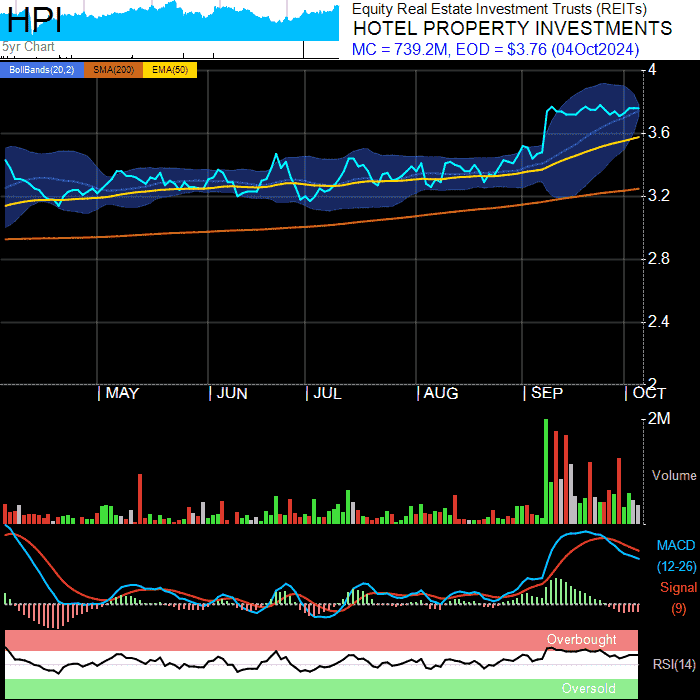 HPI
5yr Chart
Equity Real Estate Investment Trusts (REITs)
HOTEL PROPERTY INVESTMENTS
MC = 739.2M, EOD = $3.76 (04Oct2024)
BollBands(20,2) SMA(200) EMA(50)
4
3.6
3.2
2.8
2.4
2
MAY JUN JUL AUG SEP OCT
2M
Volume
MACD
(12-26)
Signal
(9)
Overbought
RSI(14)
Oversold